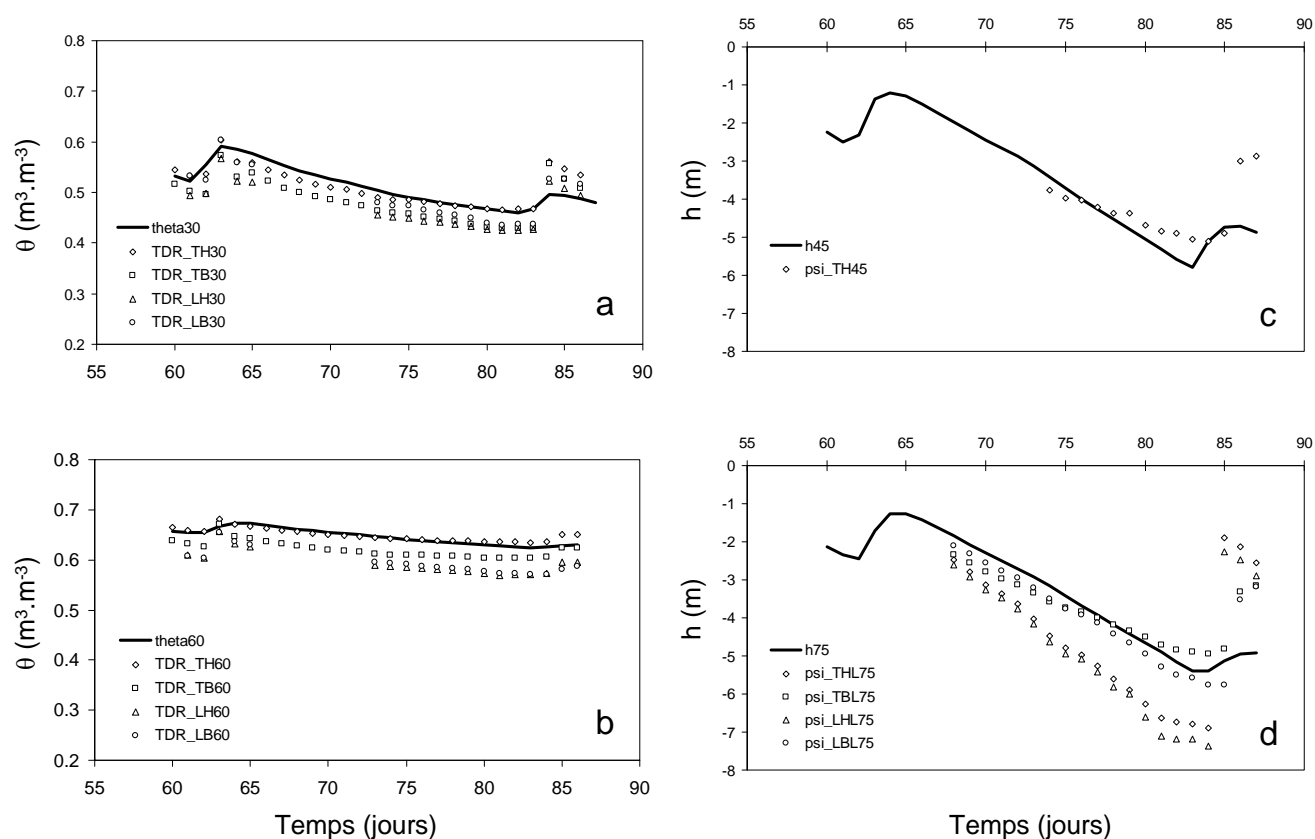 0.8
0.7
0.6
0.5
0.4
0.3
0.2
θ (m³.m⁻³)
theta30
TDR_TH30
TDR_TB30
TDR_LH30
TDR_LB30
a
55 60 65 70 75 80 85 90
55 60 65 70 75 80 85 90
0
-1
-2
-3
-4
-5
-6
-7
-8
h (m)
h45
psi_TH45
c
0.8
0.7
0.6
0.5
0.4
0.3
0.2
θ (m³.m⁻³)
theta60
TDR_TH60
TDR_TB60
TDR_LH60
TDR_LB60
b
55 60 65 70 75 80 85 90
Temps (jours)
55 60 65 70 75 80 85 90
0
-1
-2
-3
-4
-5
-6
-7
-8
h (m)
h75
psi_THL75
psi_TBL75
psi_LHL75
psi_LBL75
d
Temps (jours)